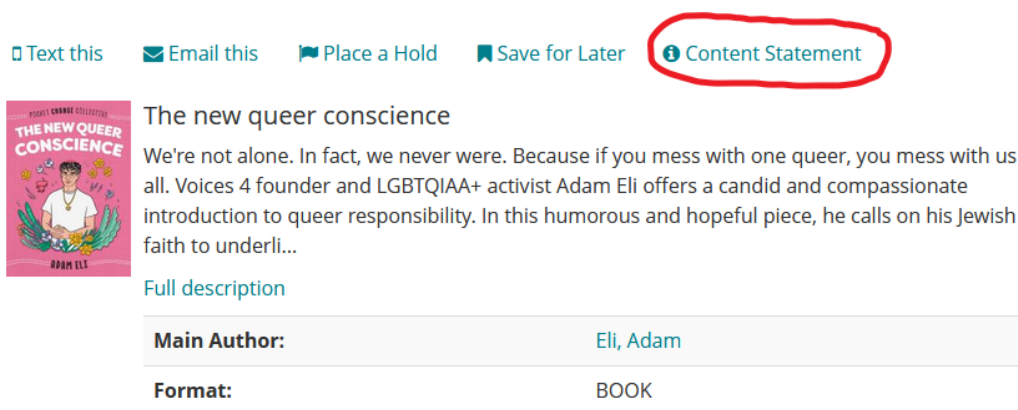 Text this Email this Place a Hold Save for Later Content Statement
POCKET CHANGE COLLECTIVE
THE NEW QUEER
CONSCIENCE
ADAM ELI
The new queer conscience
We're not alone. In fact, we never were. Because if you mess with one queer, you mess with us
all. Voices 4 founder and LGBTQIAA+ activist Adam Eli offers a candid and compassionate
introduction to queer responsibility. In this humorous and hopeful piece, he calls on his Jewish
faith to underli...
Full description
Main Author: Eli, Adam
Format: BOOK